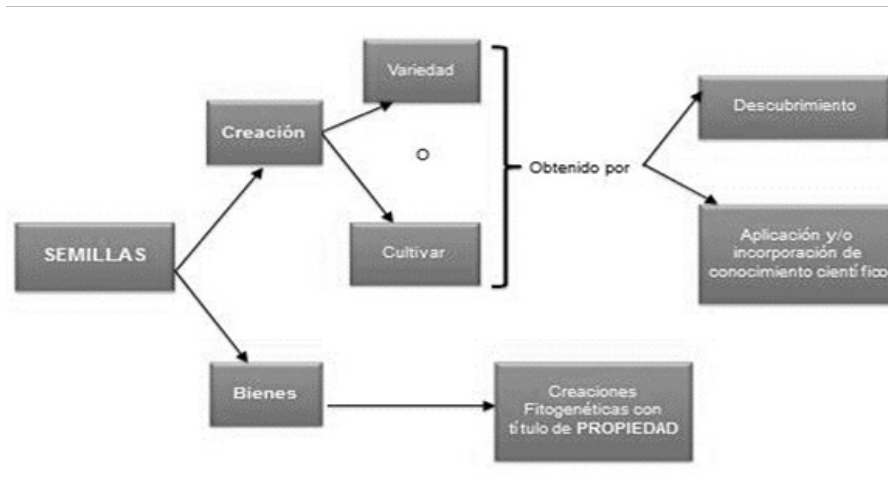 SEMILLAS
Creación
Variedad
O
Cultivar
Obtenido por
Descubrimiento
Aplicación y/o
incorporación de
conocimiento científico
Bienes
Creaciones
Fitogenéticas con
título de PROPIEDAD